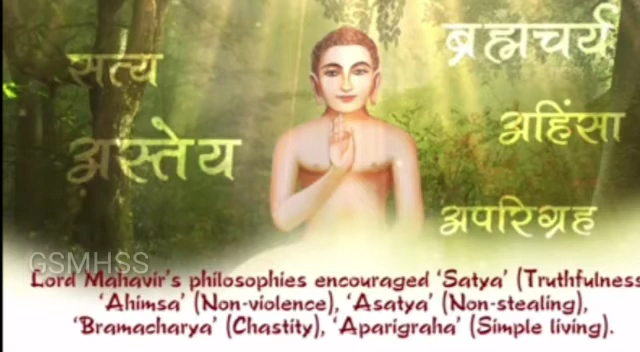 सत्य
ब्रह्मचर्य
अस्तेय
अहिंसा
अपरिग्रह
GSMHSS
Lord Mahavir's philosophies encouraged 'Satya' (Truthfulness
'Ahimsa' (Non-violence), 'Asatya' (Non-stealing),
'Bramacharya' (Chastity), 'Aparigraha' (Simple living).